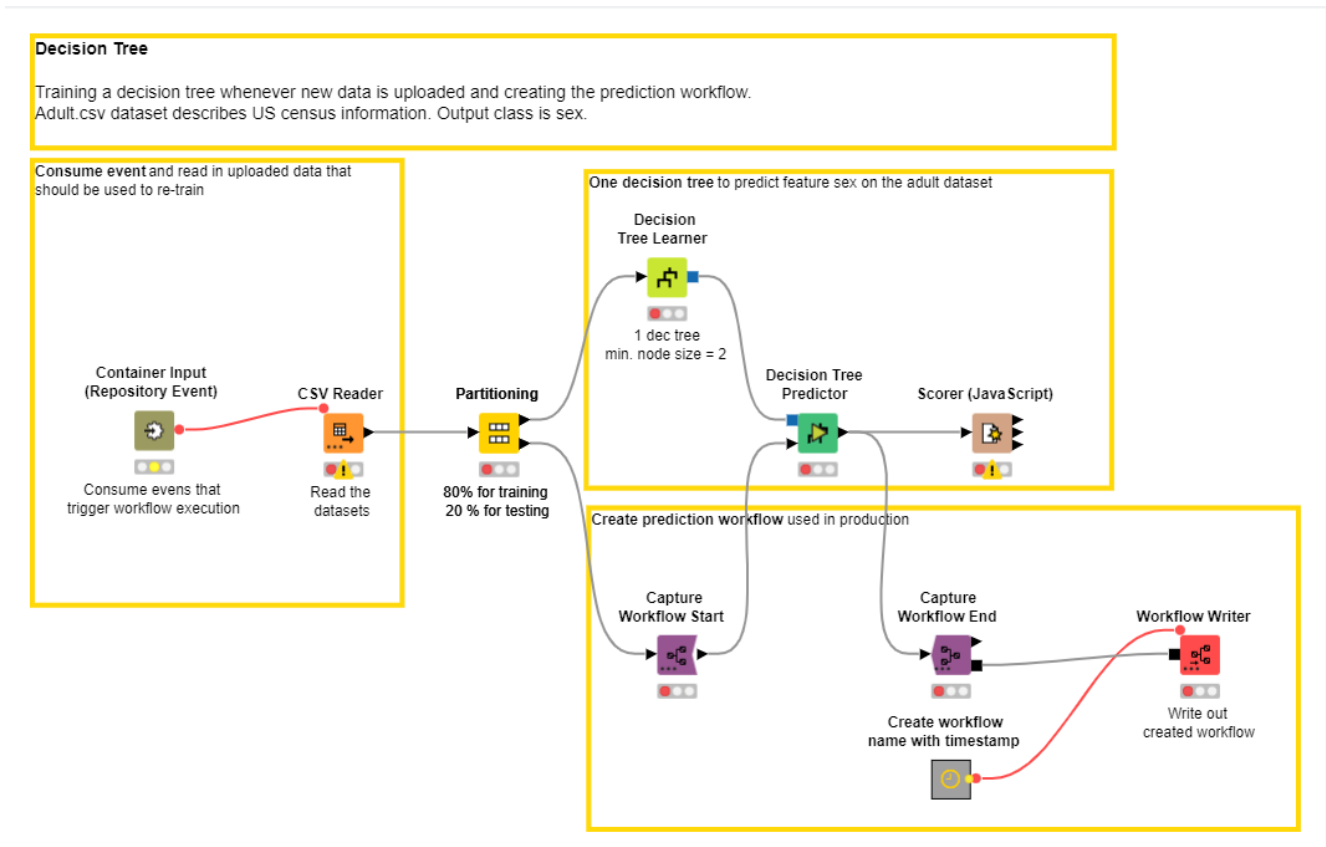 Decision Tree
Training a decision tree whenever new data is uploaded and creating the prediction workflow.
Adult.csv dataset describes US census information. Output class is sex.
Consume event and read in uploaded data that
should be used to re-train
Container Input
(Repository Event)
Consume evens that
trigger workflow execution
CSV Reader
Read the
datasets
Partitioning
80% for training
20 % for testing
One decision tree to predict feature sex on the adult dataset
Decision
Tree Learner
1 dec tree
min. node size = 2
Decision Tree
Predictor
Scorer (JavaScript)
Create prediction workflow used in production
Capture
Workflow Start
Capture
Workflow End
Workflow Writer
Write out
created workflow
Create workflow
name with timestamp